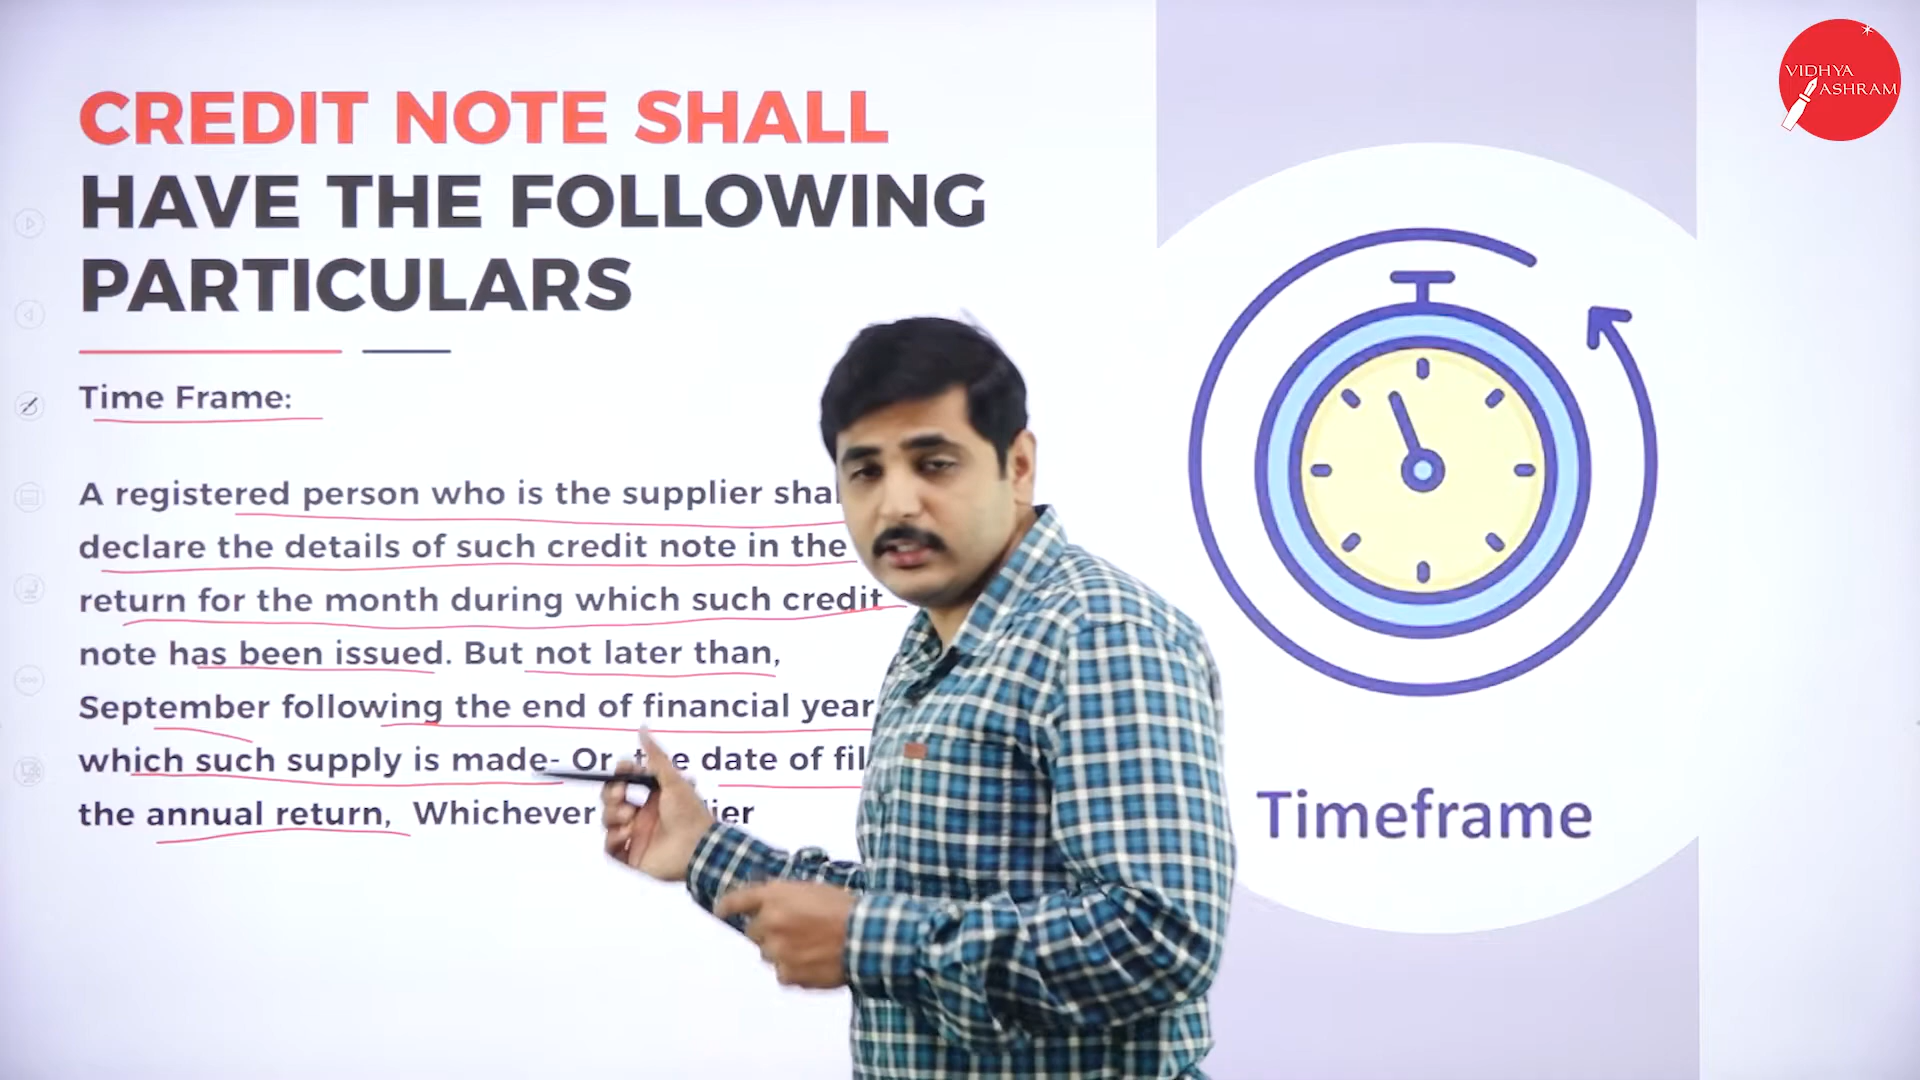 CREDIT NOTE SHALL
HAVE THE FOLLOWING
PARTICULARS
Time Frame:
A registered person who is the supplier
declare the details of such credit note in the
return for the month during which such credit
note has been issued. But not later than,
September following the end of financial year
which such supply is made- Or the date of
the annual return, Whichever
Timeframe
VIDHYA
ASHRAM